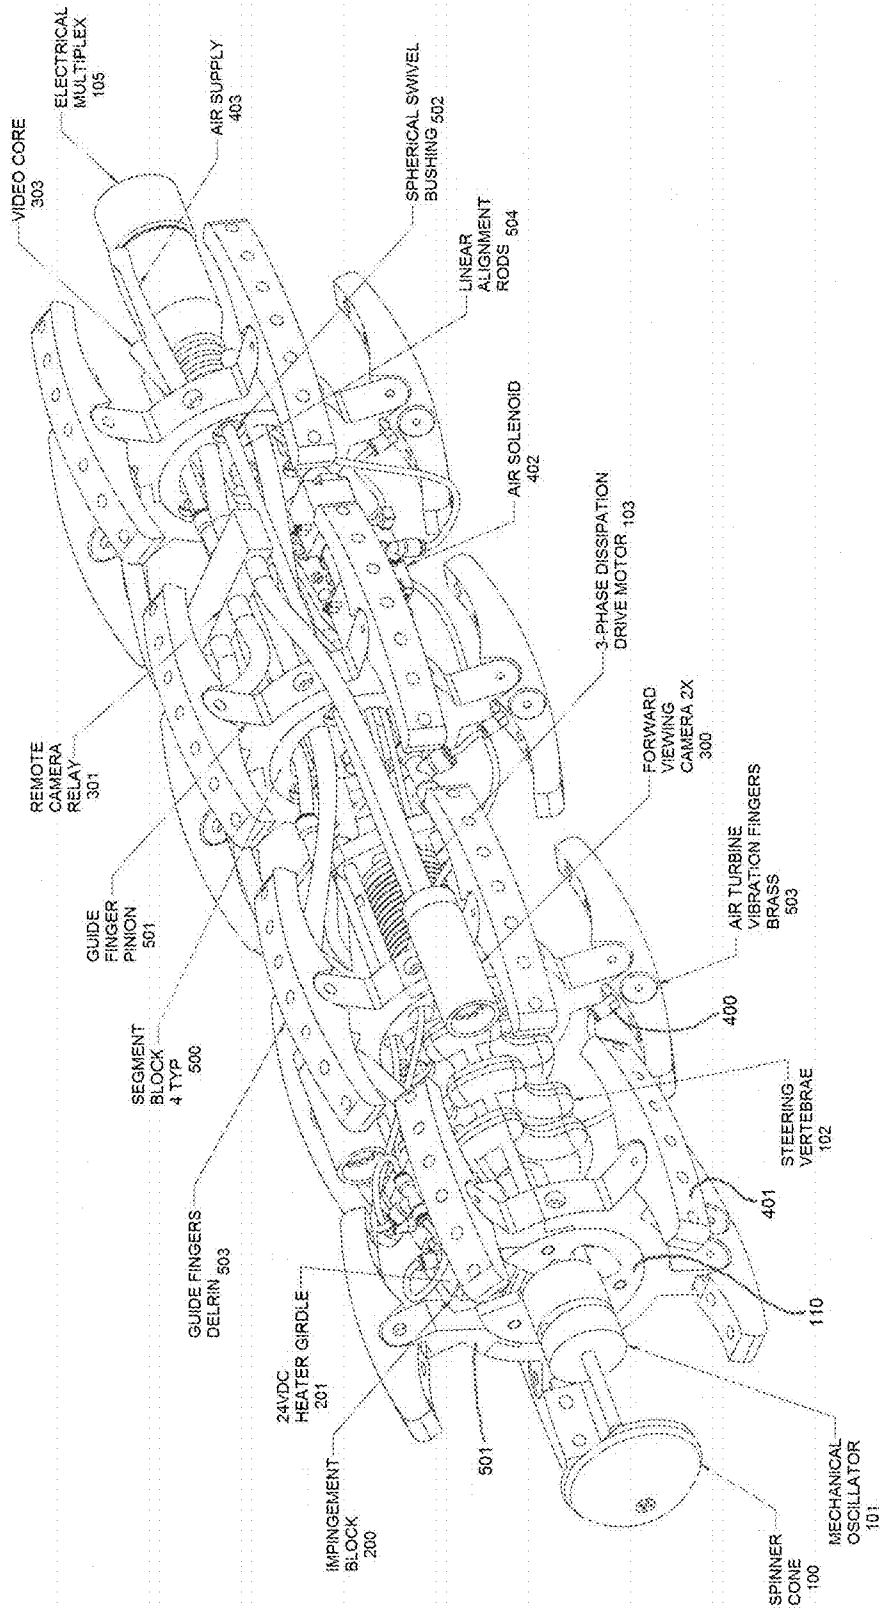 VIDEO CORE
303
ELECTRICAL
MULTIPLEX
105
AIR SUPPLY
403
SPHERICAL SWIVEL
BUSHING 502
LINEAR
ALIGNMENT
RODS 504
AIR SOLENOID
402
3-PHASE DISSIPATION
DRIVE MOTOR 103
FORWARD
VIEWING
CAMERA 2X
300
AIR TURBINE
VIBRATION FINGERS
BRASS
503
400
STEERING
VERTEBRAE
102
401
110
MECHANICAL
OSCILLATOR
101
SPINNER
CONE
100
501
IMPINGEMENT
BLOCK
200
24VDC
HEATER GIRDLE
201
GUIDE FINGERS
DELRIN 503
SEGMENT
BLOCK
4 TYP 500
GUIDE
FINGER
PINION
501
REMOTE
CAMERA
RELAY
301